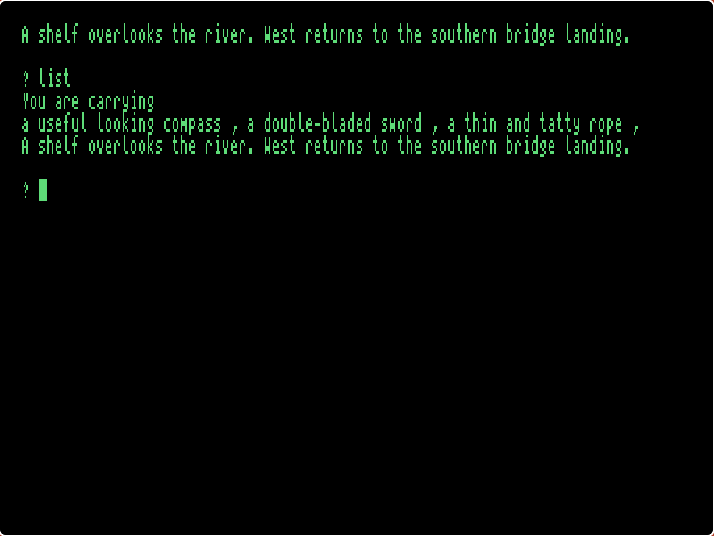 A shelf overlooks the river. West returns to the southern bridge landing.
? list
You are carrying
a useful looking compass , a double-bladed sword , a thin and tatty rope ,
A shelf overlooks the river. West returns to the southern bridge landing.
?